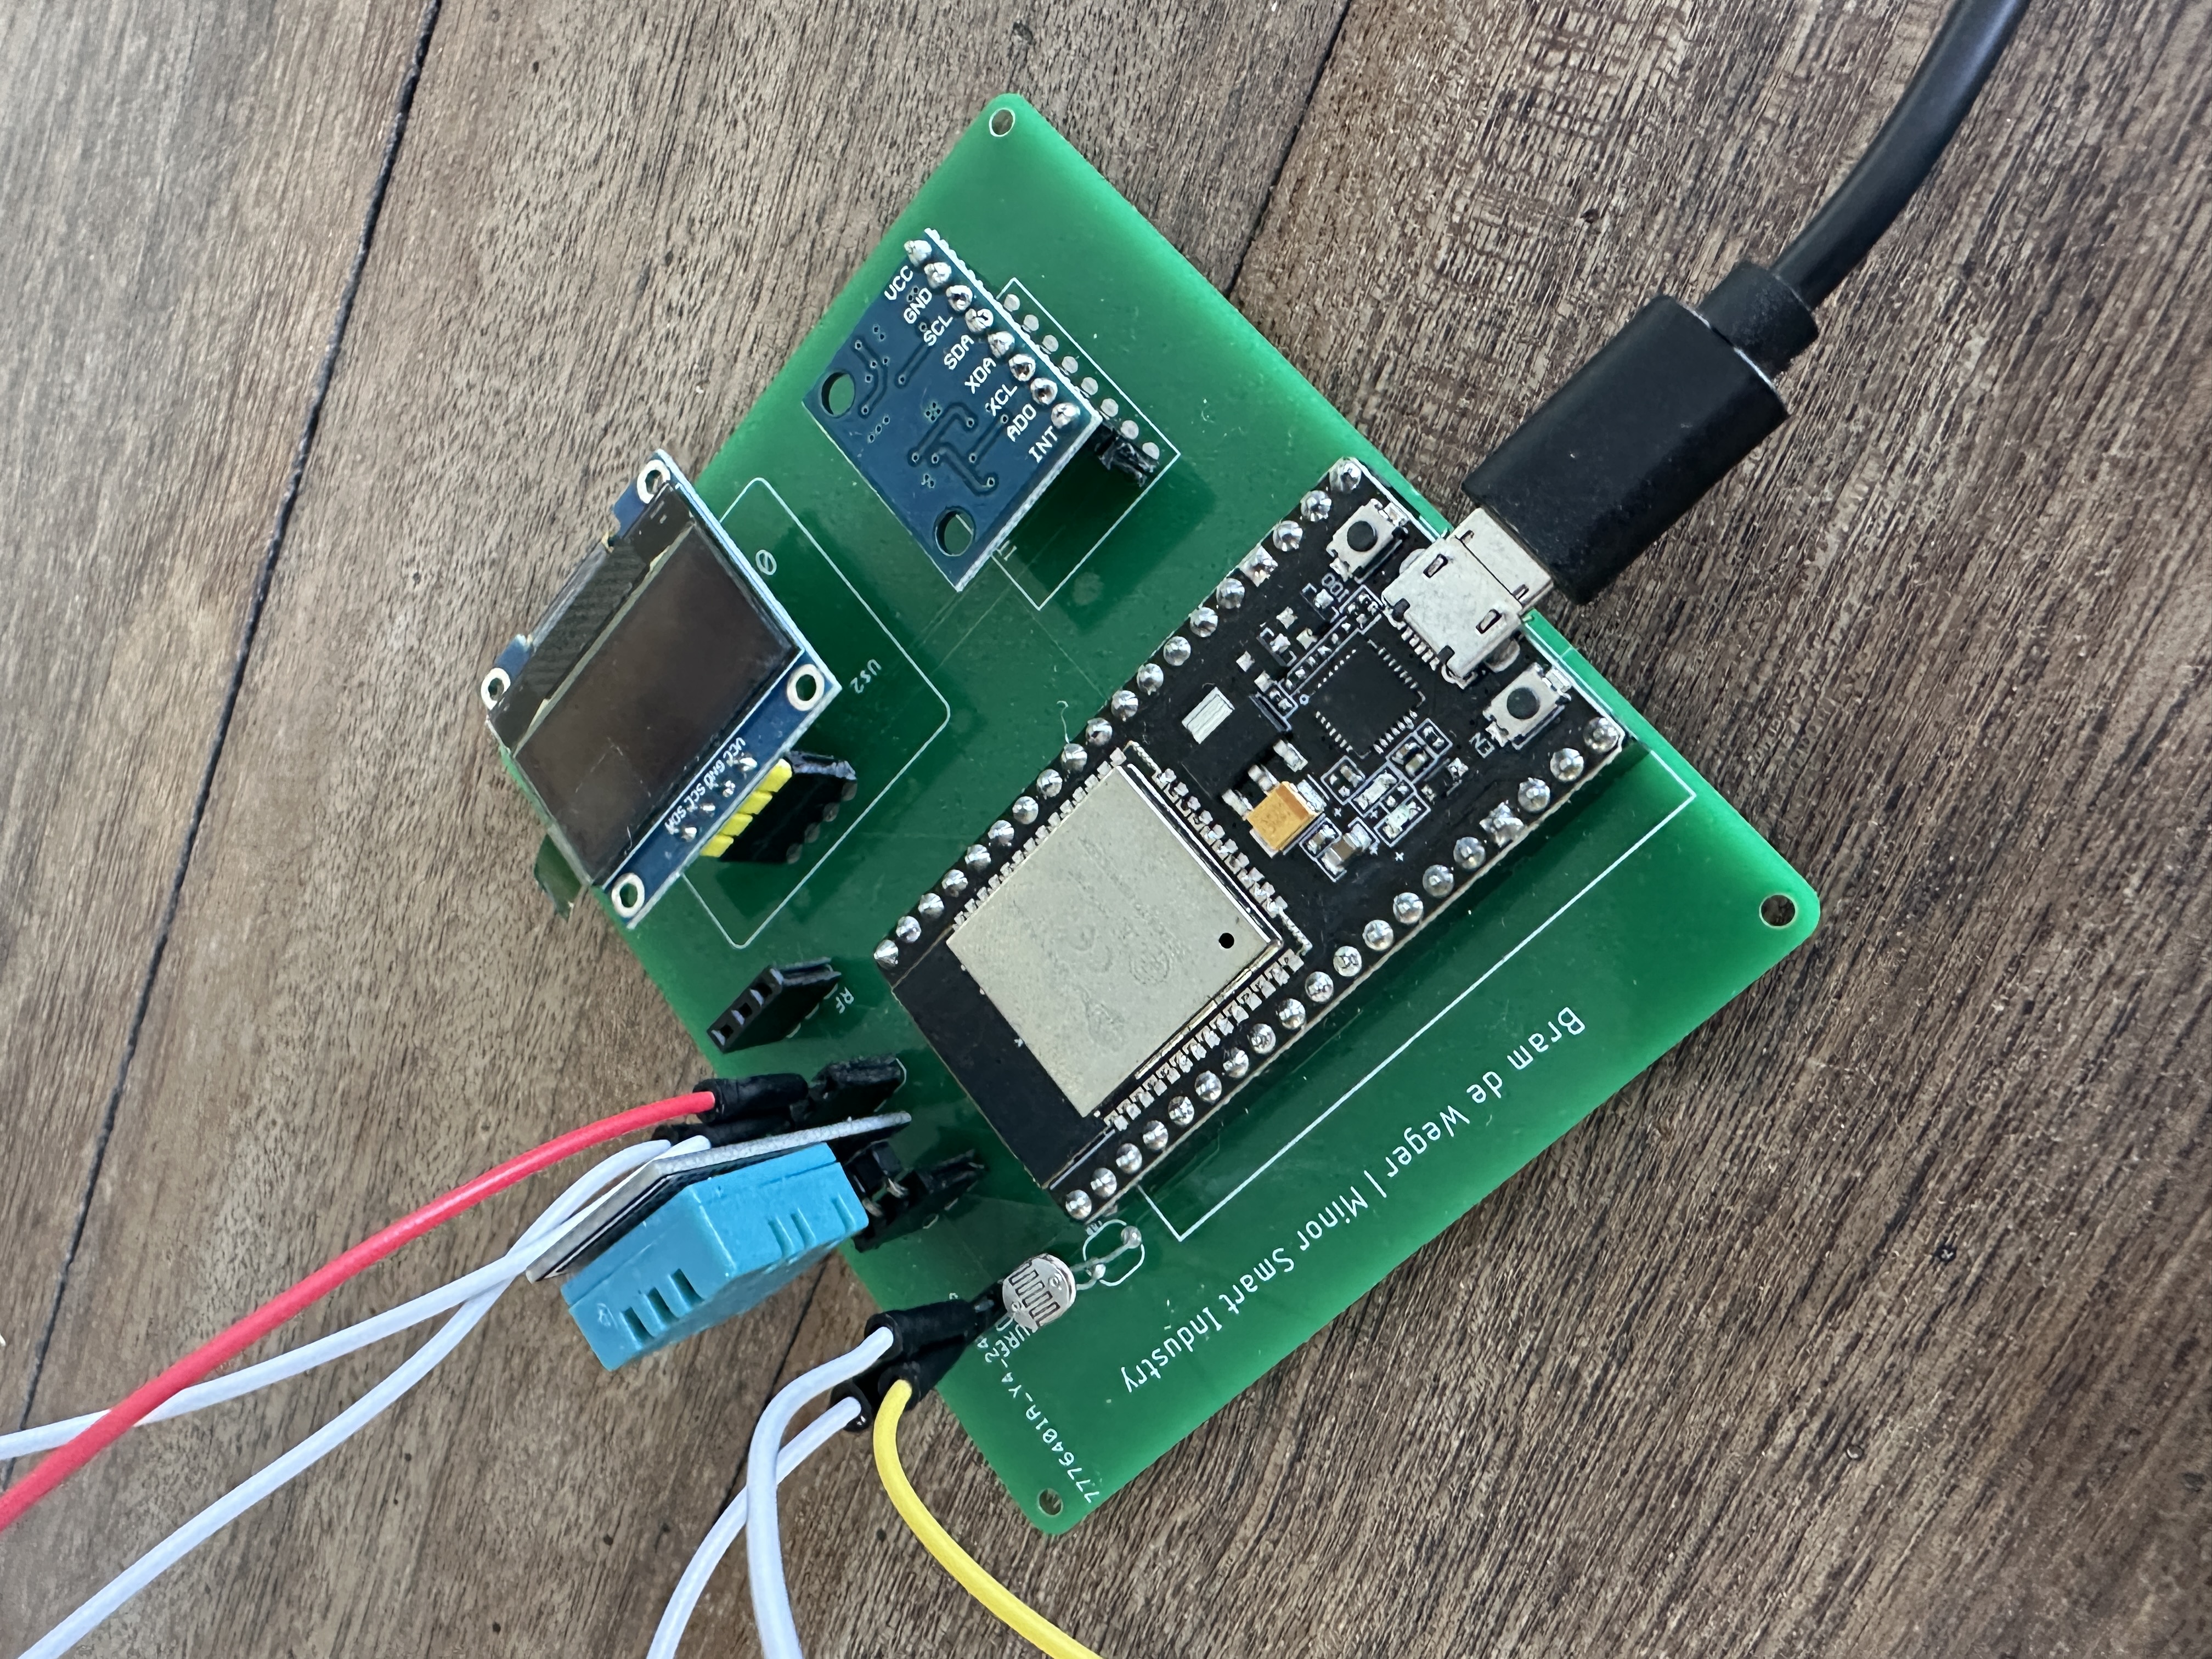 SDA
SCL
GND
VCC
RF
U$2
VCC
GND
SCL
SDA
XDA
XCL
ADO
INT
7776401A_Y4_24
Bram de Weger | Minor Smart Industry